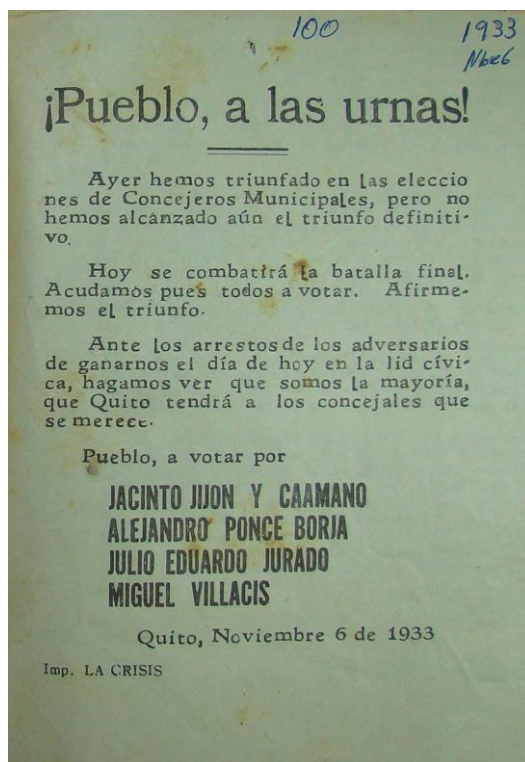 100
1933
Nbre 6
¡Pueblo, a las urnas!
Ayer hemos triunfado en las eleccio
nes de Concejeros Municipales, pero no
hemos alcanzado aún el triunfo definiti-
vo.
Hoy se combatirá la batalla final.
Acudamos pues todos a votar. Afirme-
mos el triunfo.
Ante los arrestos de los adversarios
de ganarnos el día de hoy en la lid cívi-
ca, hagamos ver que somos la mayoría,
que Quito tendrá a los concejales que
se merece.
Pueblo, a votar por
JACINTO JIJON Y CAAMANO
ALEJANDRO PONCE BORJA
JULIO EDUARDO JURADO
MIGUEL VILLACIS
Quito, Noviembre 6 de 1933
Imp. LA CRISIS